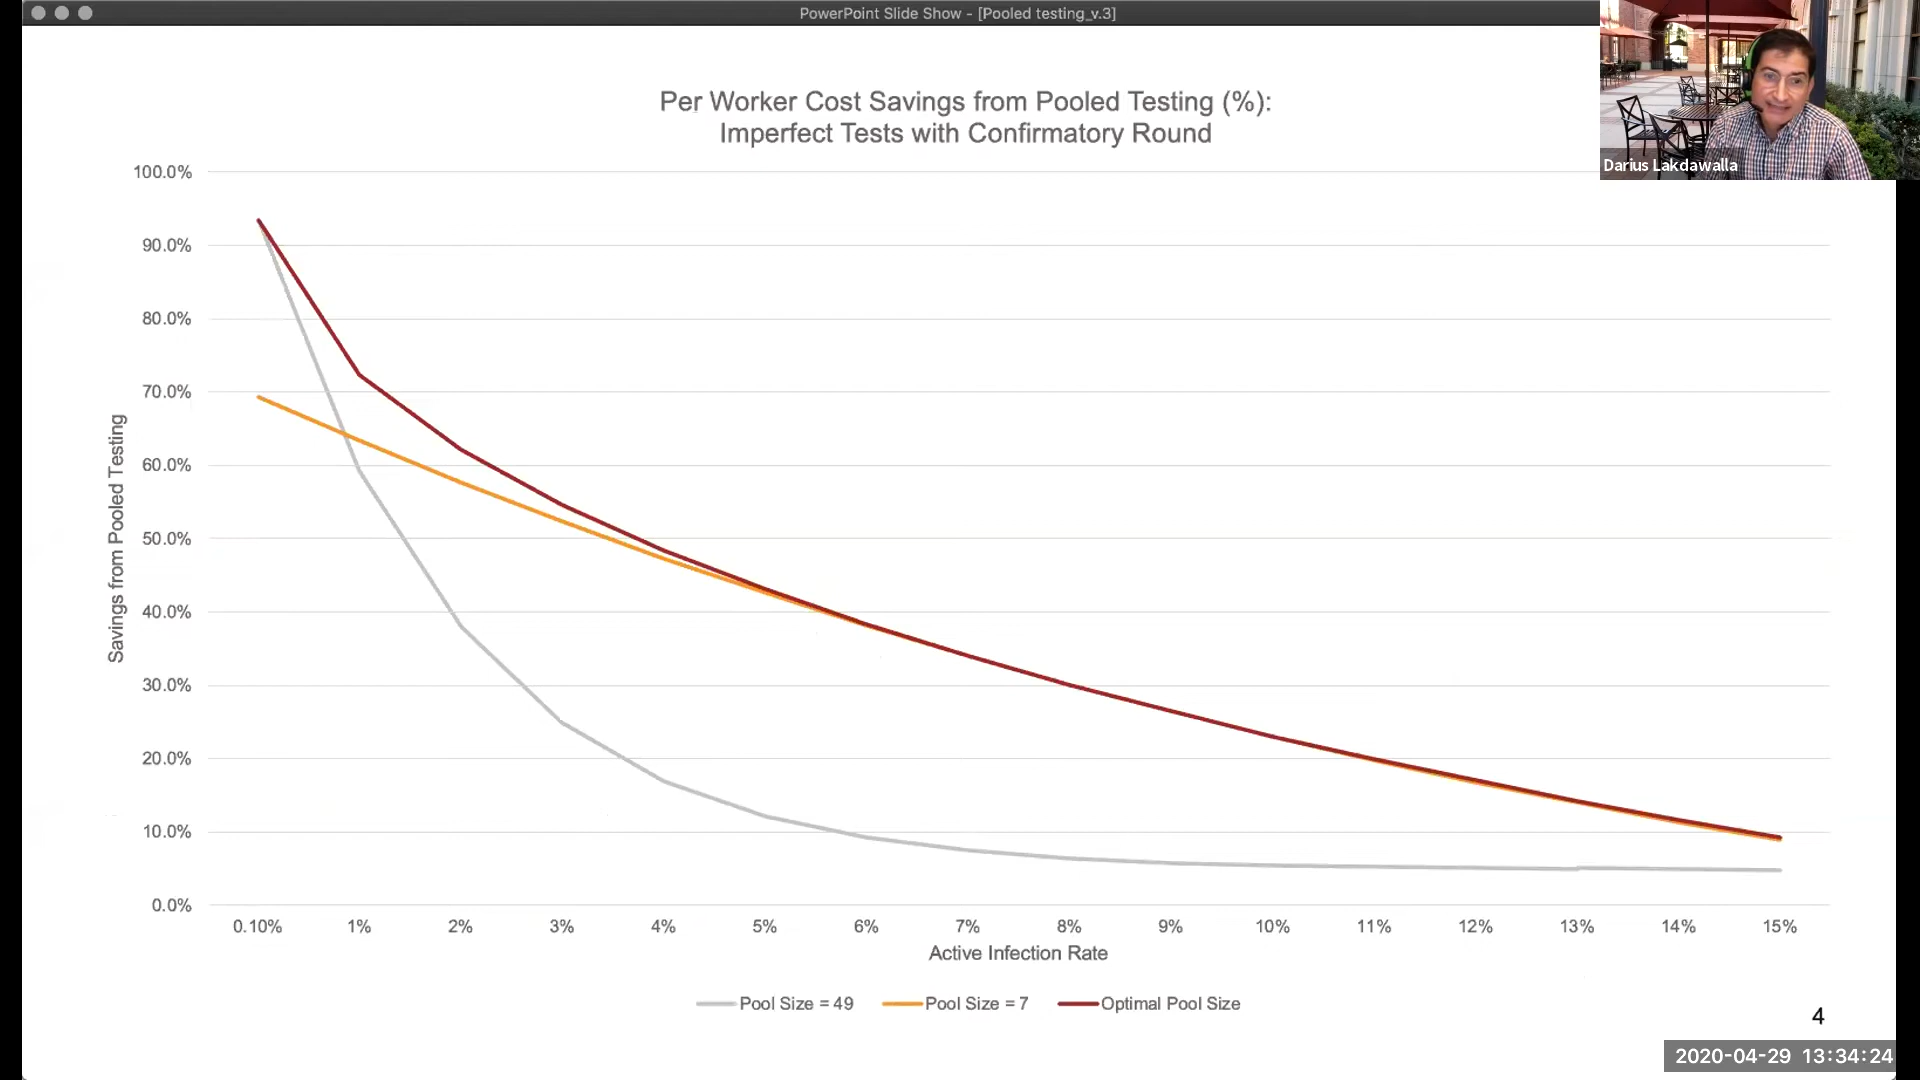 PowerPoint Slide Show - [Pooled testing_v.3]
Darius Lakdawalla
Per Worker Cost Savings from Pooled Testing (%):
Imperfect Tests with Confirmatory Round
Savings from Pooled Testing
100.0%
90.0%
80.0%
70.0%
60.0%
50.0%
40.0%
30.0%
20.0%
10.0%
0.0%
0.10% 1% 2% 3% 4% 5% 6% 7% 8% 9% 10% 11% 12% 13% 14% 15%
Active Infection Rate
Pool Size = 49 Pool Size = 7 Optimal Pool Size
4
2020-04-29 13:34:24